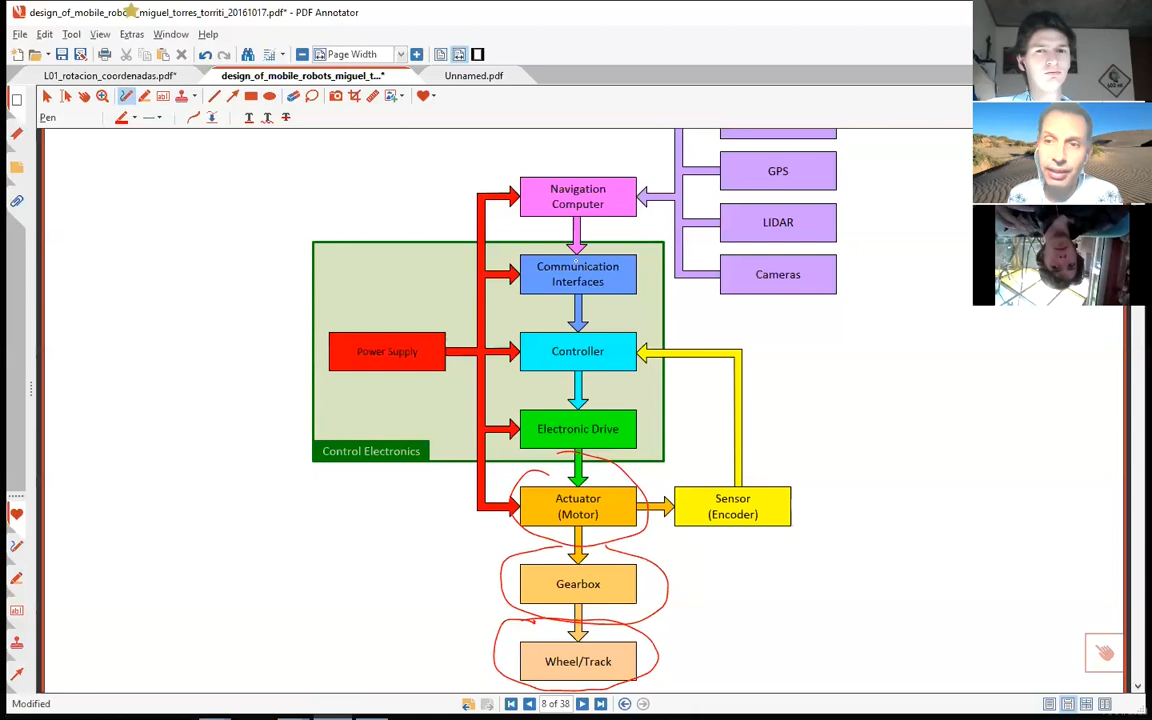 design_of_mobile_robots_miguel_torres_torriti_20161017.pdf* - PDF Annotator
File Edit Tool View Extras Window Help
Page Width
L01_rotacion_coordenadas.pdf*
design_of_mobile_robots_miguel_t...*
Unnamed.pdf
Pen
GPS
Navigation
Computer
LIDAR
Communication
Interfaces
Cameras
Power Supply
Controller
Electronic Drive
Control Electronics
Actuator
(Motor)
Sensor
(Encoder)
Gearbox
Wheel/Track
Modified
8 of 38